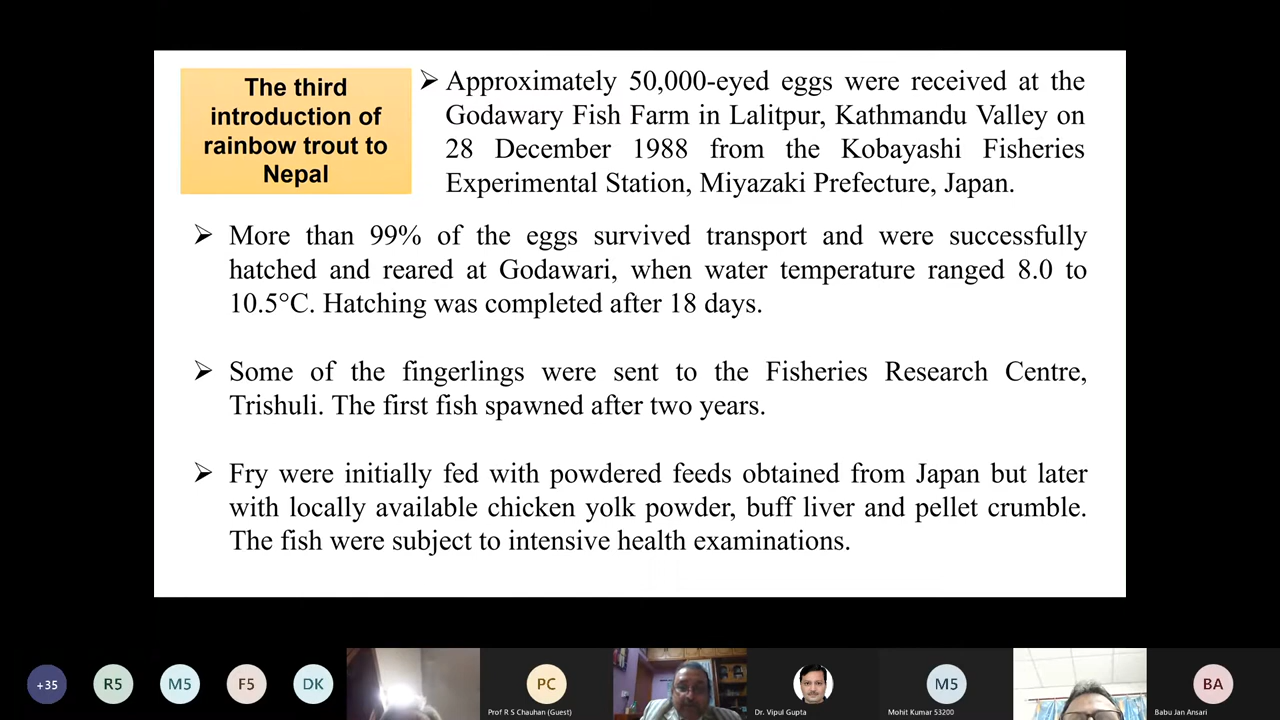 The third
introduction of
rainbow trout to
Nepal
➢ Approximately 50,000-eyed eggs were received at the
Godawary Fish Farm in Lalitpur, Kathmandu Valley on
28 December 1988 from the Kobayashi Fisheries
Experimental Station, Miyazaki Prefecture, Japan.
➢ More than 99% of the eggs survived transport and were successfully
hatched and reared at Godawari, when water temperature ranged 8.0 to
10.5°C. Hatching was completed after 18 days.
➢ Some of the fingerlings were sent to the Fisheries Research Centre,
Trishuli. The first fish spawned after two years.
➢ Fry were initially fed with powdered feeds obtained from Japan but later
with locally available chicken yolk powder, buff liver and pellet crumble.
The fish were subject to intensive health examinations.
+35
R5
M5
F5
DK
PC
M5
BA
Prof R S Chauhan (Guest)
Dr. Vipul Gupta
Mohit Kumar 53200
Babu Jan Ansari